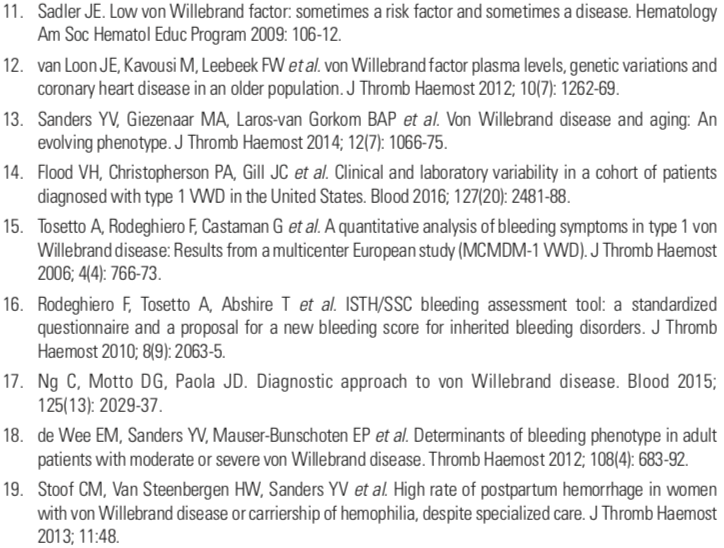 11. Sadler JE. Low von Willebrand factor: sometimes a risk factor and sometimes a disease. Hematology
Am Soc Hematol Educ Program 2009: 106-12.
12. van Loon JE, Kavousi M, Leebeek FW et al. von Willebrand factor plasma levels, genetic variations and
coronary heart disease in an older population. J Thromb Haemost 2012; 10(7): 1262-69.
13. Sanders YV, Giezenaar MA, Laros-van Gorkom BAP et al. Von Willebrand disease and aging: An
evolving phenotype. J Thromb Haemost 2014; 12(7): 1066-75.
14. Flood VH, Christopherson PA, Gill JC et al. Clinical and laboratory variability in a cohort of patients
diagnosed with type 1 VWD in the United States. Blood 2016; 127(20): 2481-88.
15. Tosetto A, Rodeghiero F, Castaman G et al. A quantitative analysis of bleeding symptoms in type 1 von
Willebrand disease: Results from a multicenter European study (MCMDM-1 VWD). J Thromb Haemost
2006; 4(4): 766-73.
16. Rodeghiero F, Tosetto A, Abshire T et al. ISTH/SSC bleeding assessment tool: a standardized
questionnaire and a proposal for a new bleeding score for inherited bleeding disorders. J Thromb
Haemost 2010; 8(9): 2063-5.
17. Ng C, Motto DG, Paola JD. Diagnostic approach to von Willebrand disease. Blood 2015;
125(13): 2029-37.
18. de Wee EM, Sanders YV, Mauser-Bunschoten EP et al. Determinants of bleeding phenotype in adult
patients with moderate or severe von Willebrand disease. Thromb Haemost 2012; 108(4): 683-92.
19. Stoof CM, Van Steenbergen HW, Sanders YV et al. High rate of postpartum hemorrhage in women
with von Willebrand disease or carriership of hemophilia, despite specialized care. J Thromb Haemost
2013; 11:48.